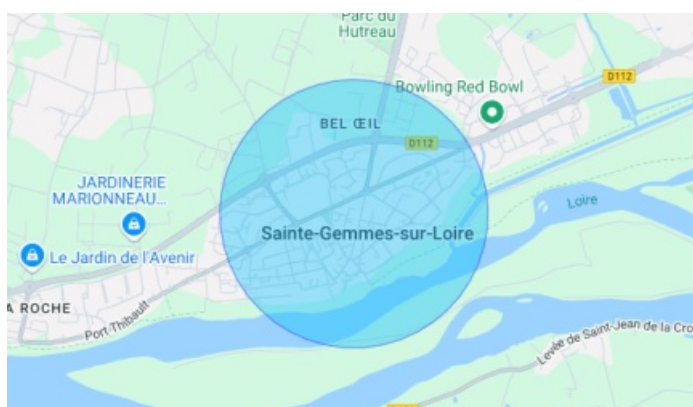 Parc du
Hutreau
D112
Bowling Red Bowl
BEL ŒIL
D112
JARDINERIE
MARIONNEAU...
Loire
Sainte-Gemmes-sur-Loire
Le Jardin de l'Avenir
A ROCHE
Port-Thibault
Levée de Saint-Jean de la Cro
D132